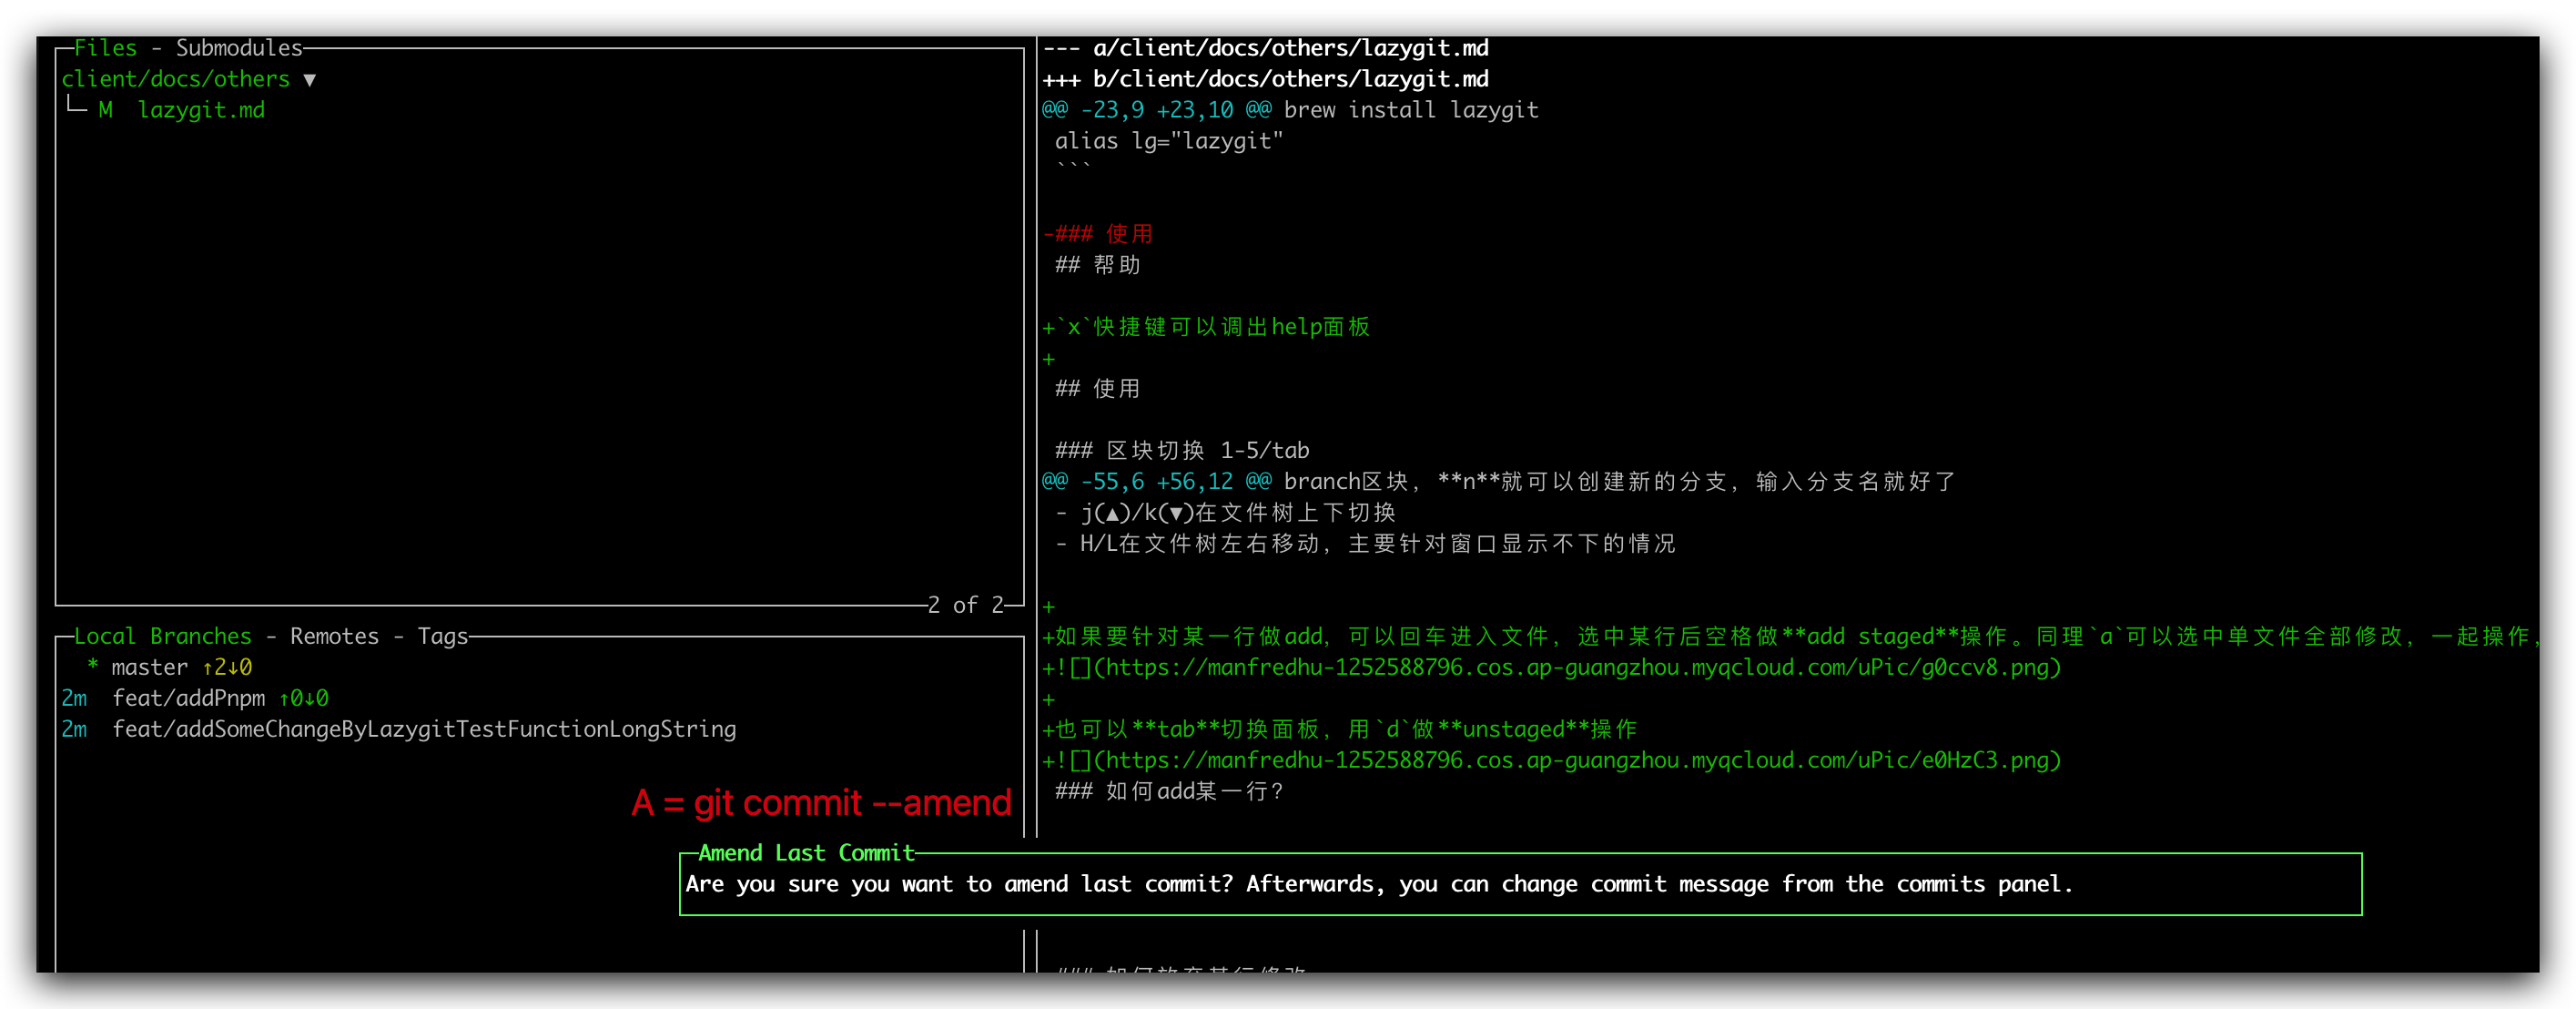 Files - Submodules
client/docs/others ▼
└─ M  lazygit.md
2 of 2
Local Branches - Remotes - Tags
* master ↑2↓0
2m  feat/addPnpm ↑0↓0
2m  feat/addSomeChangeByLazygitTestFunctionLongString
A = git commit --amend
--- a/client/docs/others/lazygit.md
+++ b/client/docs/others/lazygit.md
@@ -23,9 +23,10 @@ brew install lazygit
alias lg="lazygit"
```
-### 使用
## 帮助
+`x`快捷键可以调出help面板
+
## 使用
### 区块切换 1-5/tab
@@ -55,6 +56,12 @@ branch区块，**n**就可以创建新的分支，输入分支名就好了
- j(▲)/k(▼)在文件树上下切换
- H/L在文件树左右移动，主要针对窗口显示不下的情况
+
+如果要针对某一行做add，可以回车进入文件，选中某行后空格做**add staged**操作。同理`a`可以选中单文件全部修改，一起操作，
+![](https://manfredhu-1252588796.cos.ap-guangzhou.myqcloud.com/uPic/g0ccv8.png)
+
+也可以**tab**切换面板，用`d`做**unstaged**操作
+![](https://manfredhu-1252588796.cos.ap-guangzhou.myqcloud.com/uPic/e0HzC3.png)
### 如何add某一行？
Amend Last Commit
Are you sure you want to amend last commit? Afterwards, you can change commit message from the commits panel.